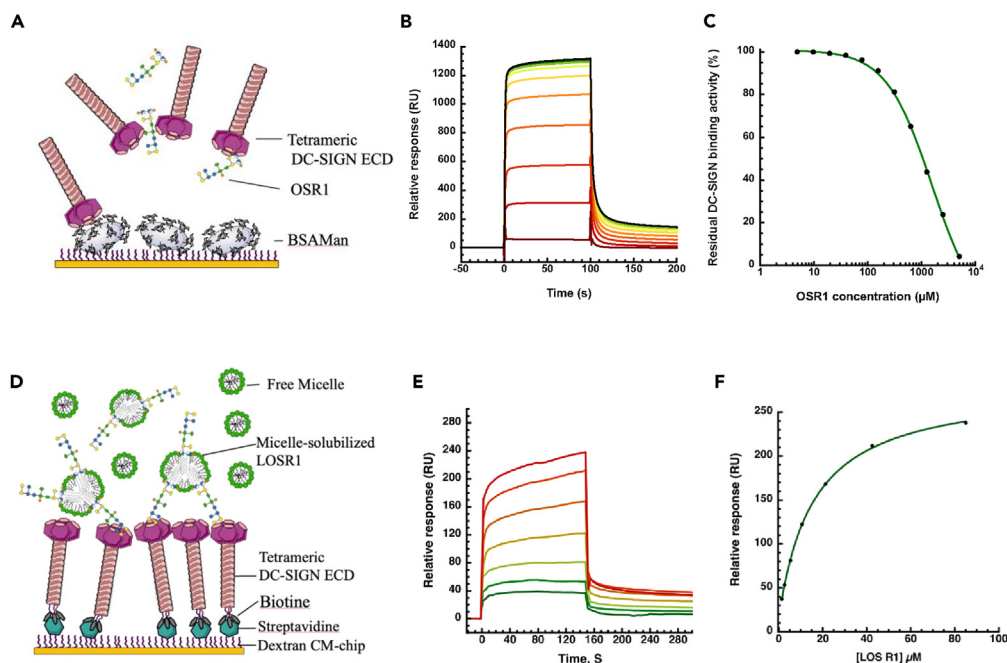 A
Tetrameric
DC-SIGN ECD
OSR1
BSAMan
B
Relative response (RU)
1400
1200
1000
800
600
400
200
0
-50 0 50 100 150 200
Time (s)
C
Residual DC-SIGN binding activity (%)
100
80
60
40
20
0
1 10 100 1000 10⁴
OSR1 concentration (µM)
D
Free Micelle
Micelle-solubilized
LOSR1
Tetrameric
DC-SIGN ECD
Biotine
Streptavidine
Dextran CM-chip
E
Relative response (RU)
280
240
200
160
120
80
40
0
0 40 80 120 160 200 240 280
Time, S
F
Relative response (RU)
250
200
150
100
50
0
0 20 40 60 80 100
[LOS R1] µM